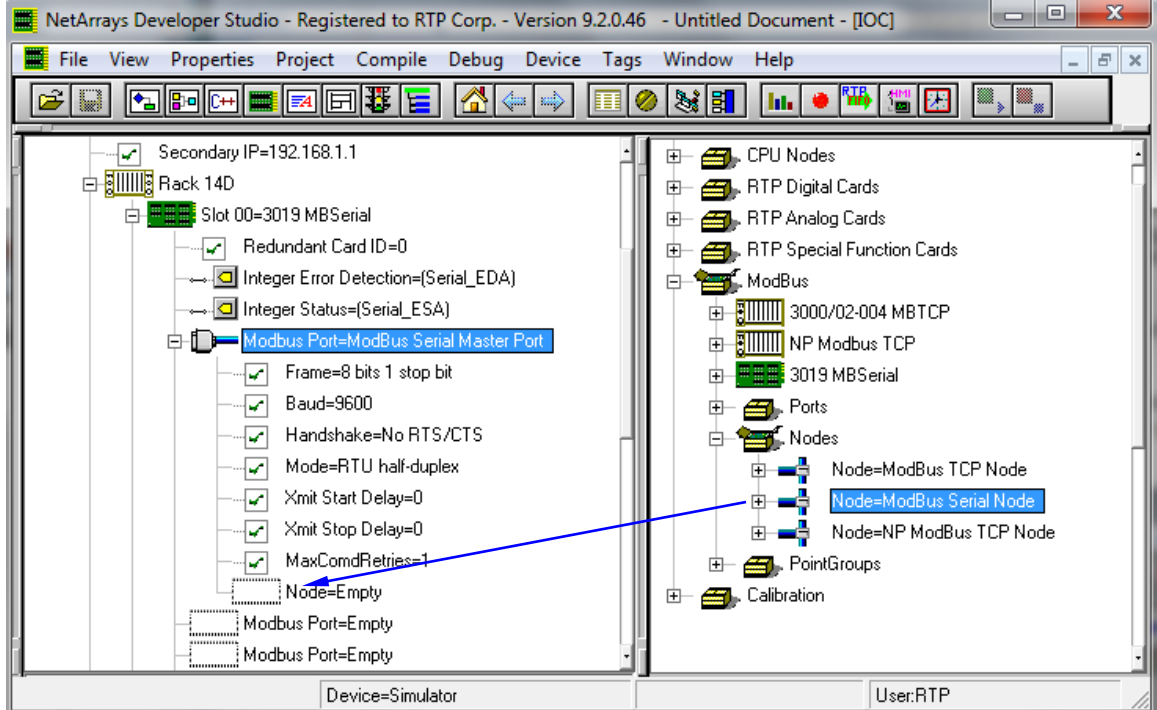 NetArrays Developer Studio - Registered to RTP Corp. - Version 9.2.0.46 - Untitled Document - [IOC]
File View Properties Project Compile Debug Device Tags Window Help
C++
RTP
HMI
Secondary IP=192.168.1.1
Rack 14D
Slot 00=3019 MBSerial
Redundant Card ID=0
Integer Error Detection=(Serial_EDA)
Integer Status=(Serial_ESA)
Modbus Port=ModBus Serial Master Port
Frame=8 bits 1 stop bit
Baud=9600
Handshake=No RTS/CTS
Mode=RTU half-duplex
Xmit Start Delay=0
Xmit Stop Delay=0
MaxComdRetries=1
Node=Empty
Modbus Port=Empty
Modbus Port=Empty
CPU Nodes
RTP Digital Cards
RTP Analog Cards
RTP Special Function Cards
ModBus
3000/02-004 MBTCP
NP Modbus TCP
3019 MBSerial
Ports
Nodes
Node=ModBus TCP Node
Node=ModBus Serial Node
Node=NP ModBus TCP Node
PointGroups
Calibration
Device=Simulator
User:RTP